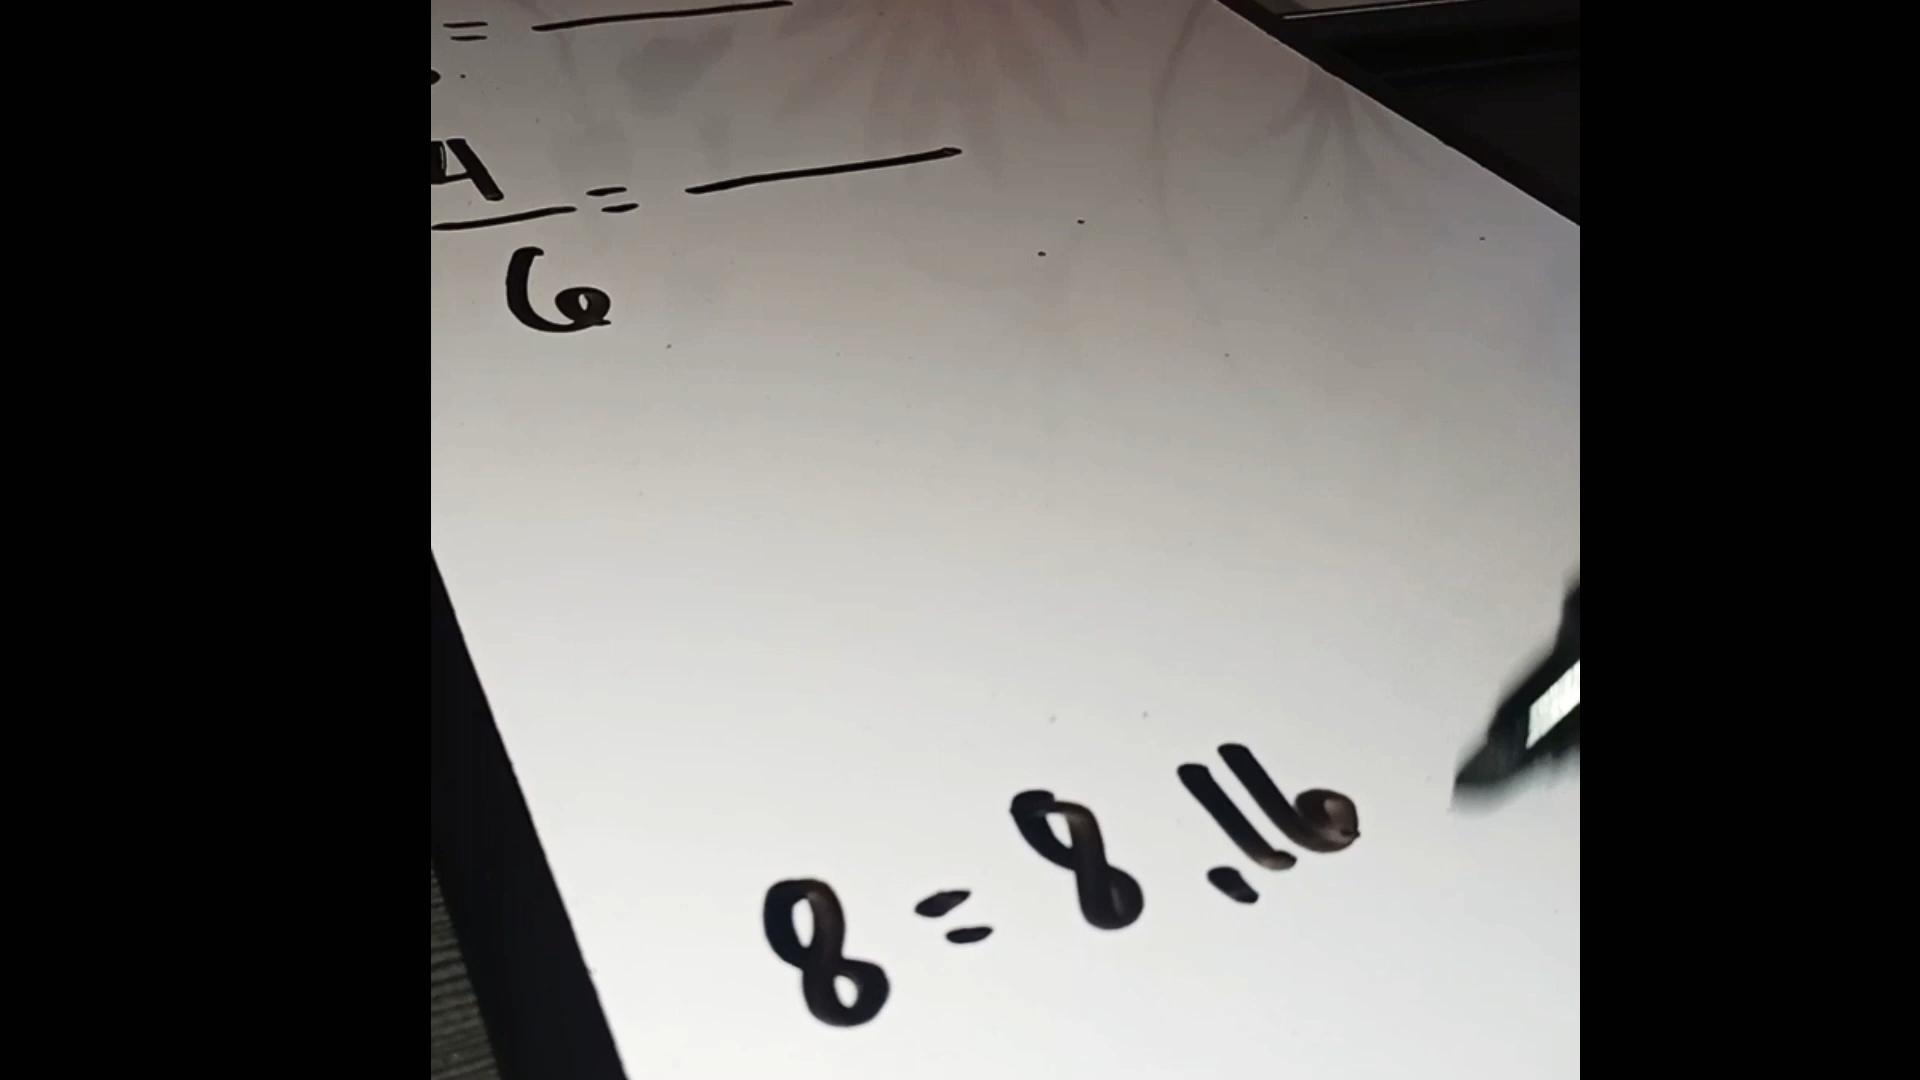 =
4
— = —
6
8 = 8, 16